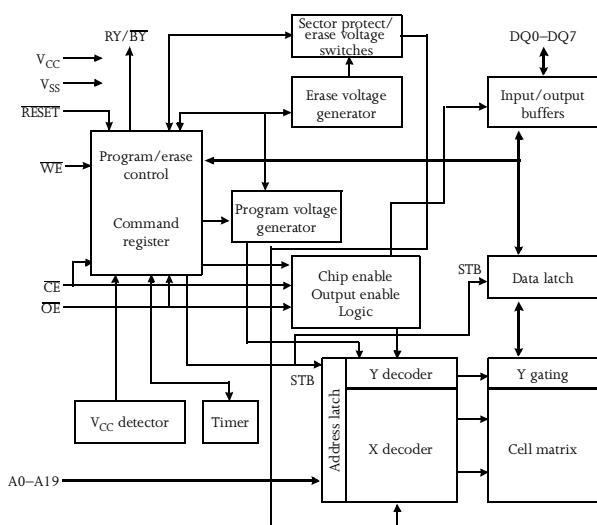 RY/BY
Sector protect/
erase voltage
switches
DQ0–DQ7
VCC
VSS
RESET
Erase voltage
generator
Input/output
buffers
WE
Program/erase
control
Command
register
Program voltage
generator
CE
OE
Chip enable
Output enable
Logic
STB
Data latch
STB
Address latch
Y decoder
Y gating
VCC detector
Timer
X decoder
Cell matrix
A0–A19